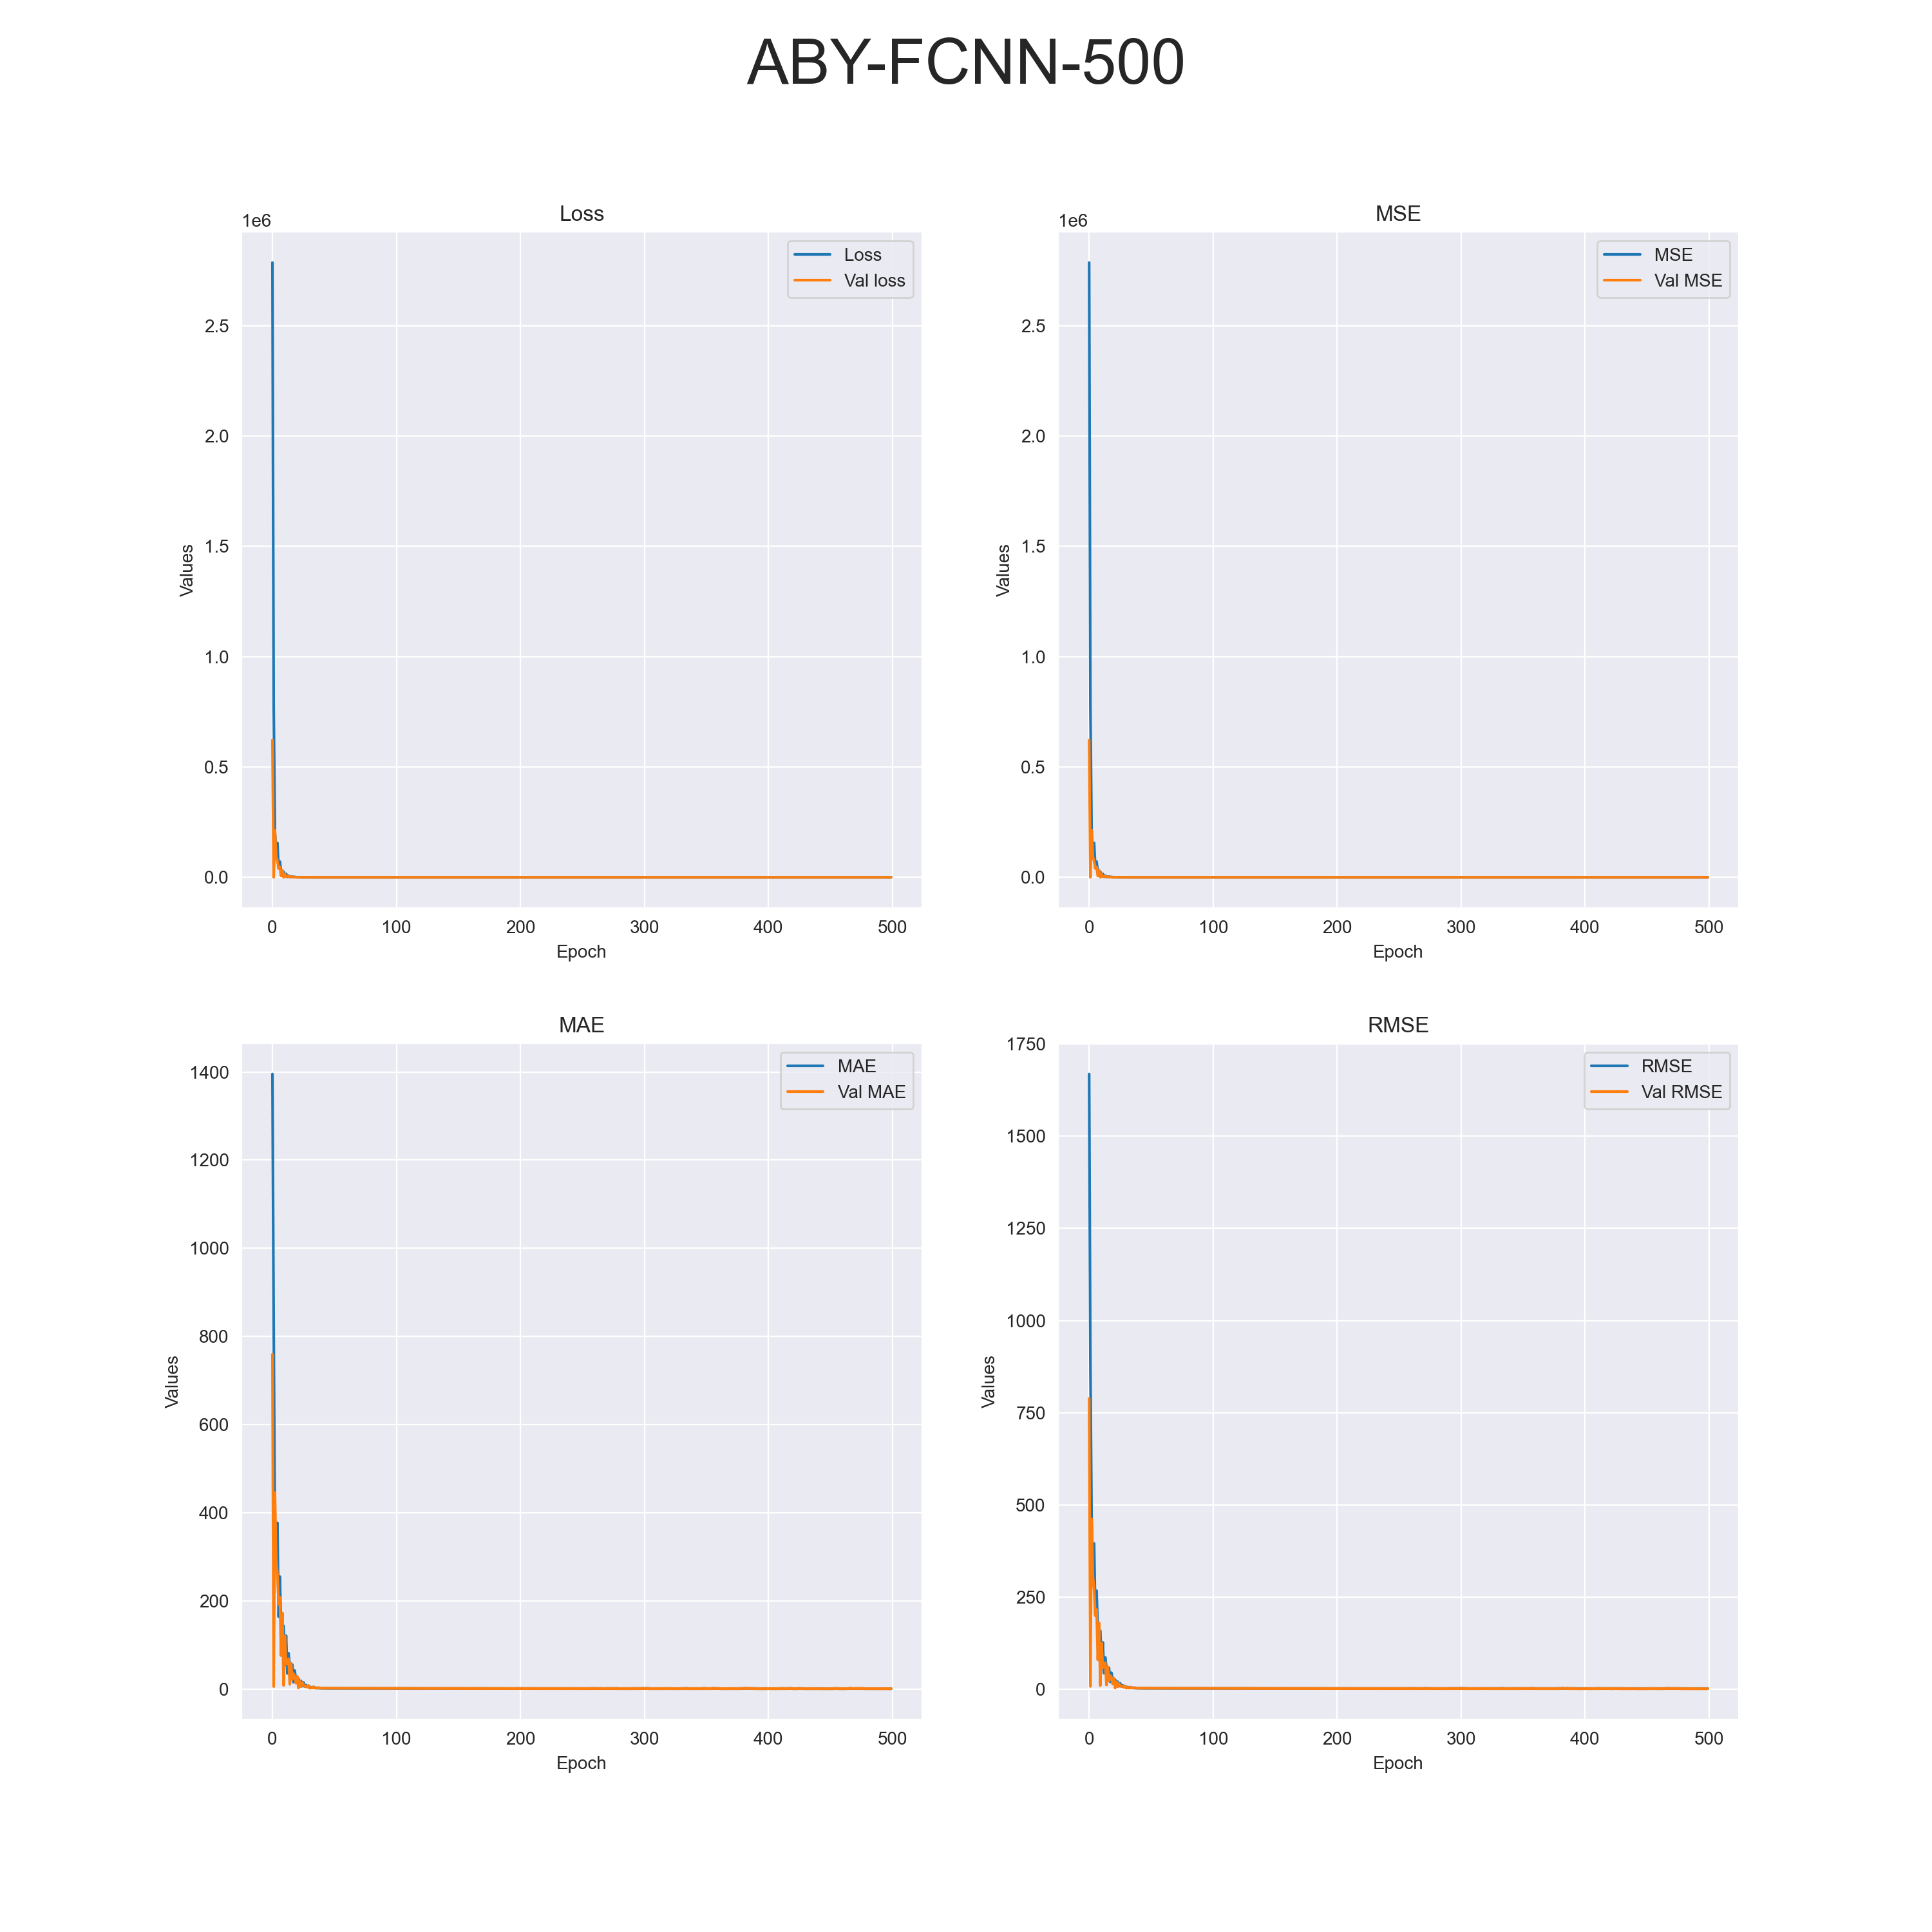 ABY-FCNN-500
Loss
1e6
Loss
Val loss
2.5
2.0
1.5
1.0
0.5
0.0
Values
0 100 200 300 400 500
Epoch
MSE
1e6
MSE
Val MSE
2.5
2.0
1.5
1.0
0.5
0.0
Values
0 100 200 300 400 500
Epoch
MAE
MAE
Val MAE
1400
1200
1000
800
600
400
200
0
Values
0 100 200 300 400 500
Epoch
RMSE
RMSE
Val RMSE
1750
1500
1250
1000
750
500
250
0
Values
0 100 200 300 400 500
Epoch